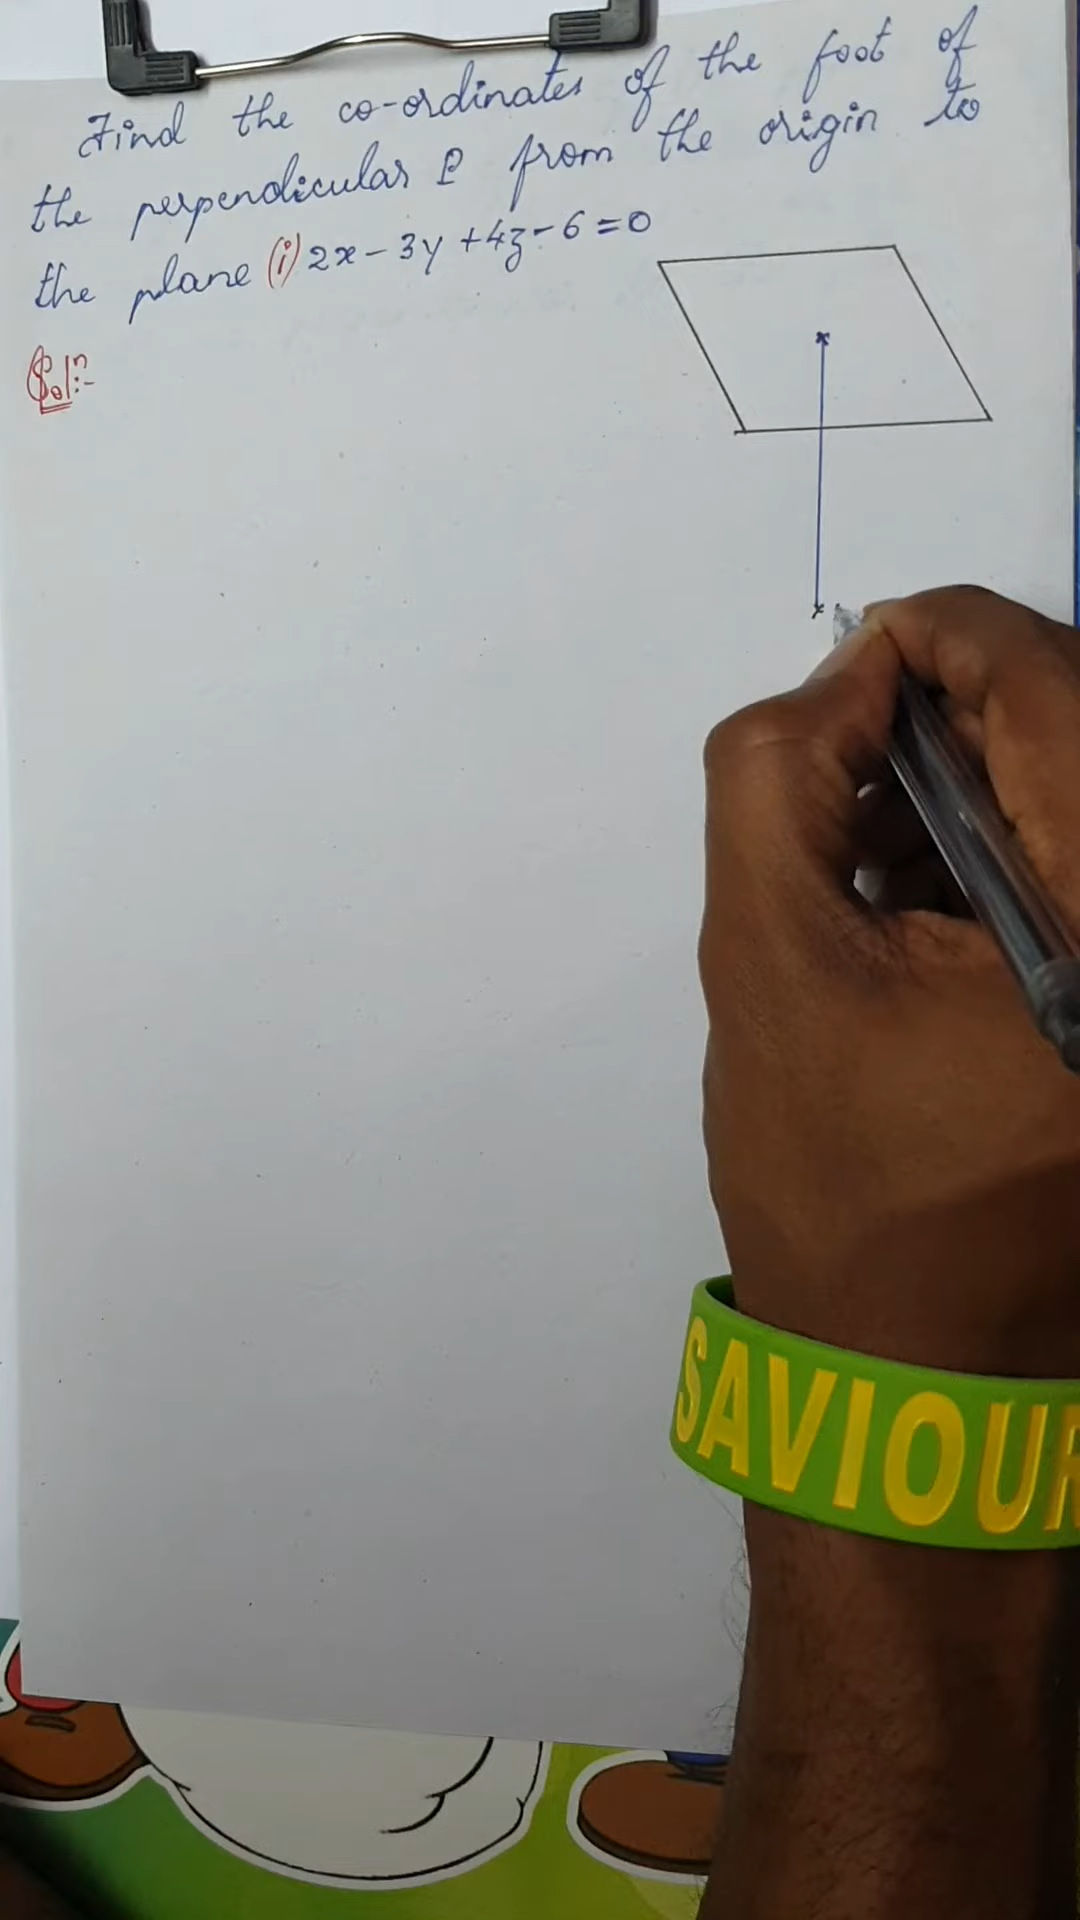 Find the co-ordinates of the foot of
the perpendicular P from the origin to
the plane (i) 2x - 3y + 4z - 6 = 0
Solⁿ:-
SAVIOUR